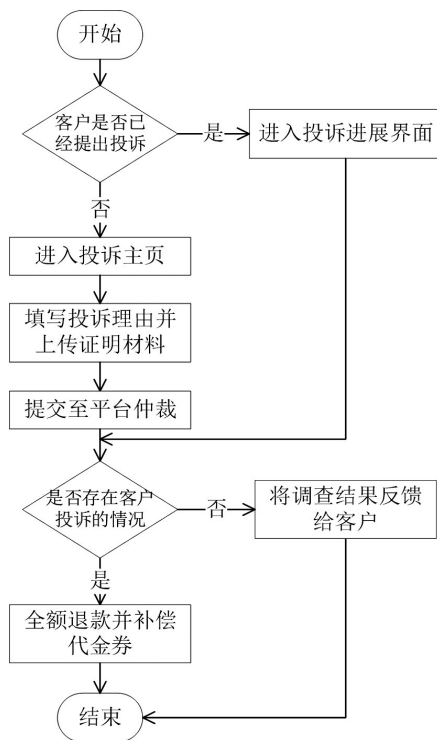 开始
客户是否已
经提出投诉
是
进入投诉进展界面
否
进入投诉主页
填写投诉理由并
上传证明材料
提交至平台仲裁
是否存在客户
投诉的情况
否
将调查结果反馈
给客户
是
全额退款并补偿
代金券
结束